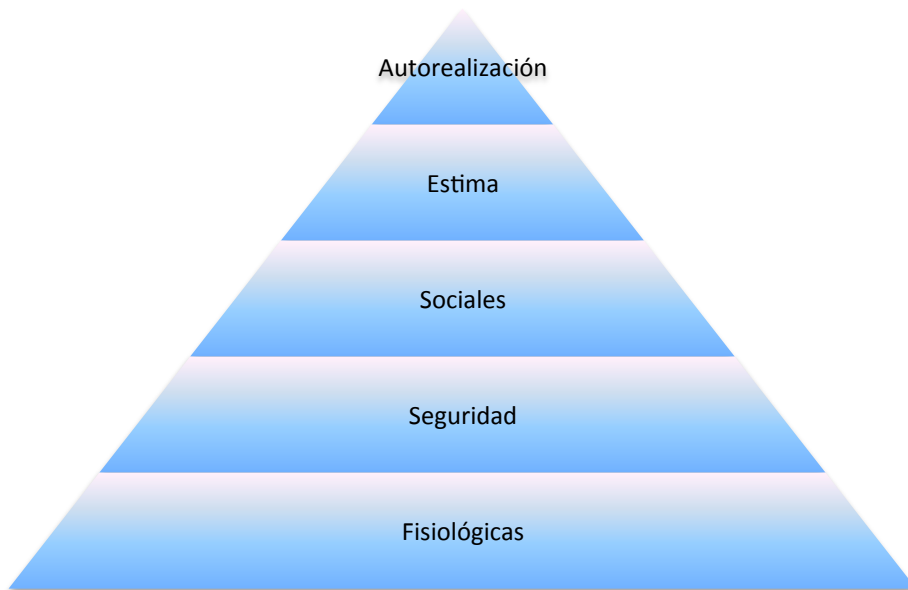 Autorealización
Estima
Sociales
Seguridad
Fisiológicas